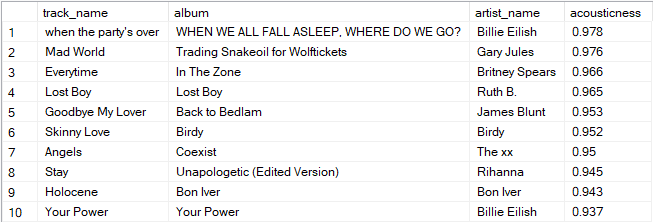 track_name album artist_name acousticness
1 when the party's over WHEN WE ALL FALL ASLEEP, WHERE DO WE GO? Billie Eilish 0.978
2 Mad World Trading Snakeoil for Wolftickets Gary Jules 0.976
3 Everytime In The Zone Britney Spears 0.966
4 Lost Boy Lost Boy Ruth B. 0.965
5 Goodbye My Lover Back to Bedlam James Blunt 0.953
6 Skinny Love Birdy Birdy 0.952
7 Angels Coexist The xx 0.95
8 Stay Unapologetic (Edited Version) Rihanna 0.945
9 Holocene Bon Iver Bon Iver 0.943
10 Your Power Your Power Billie Eilish 0.937